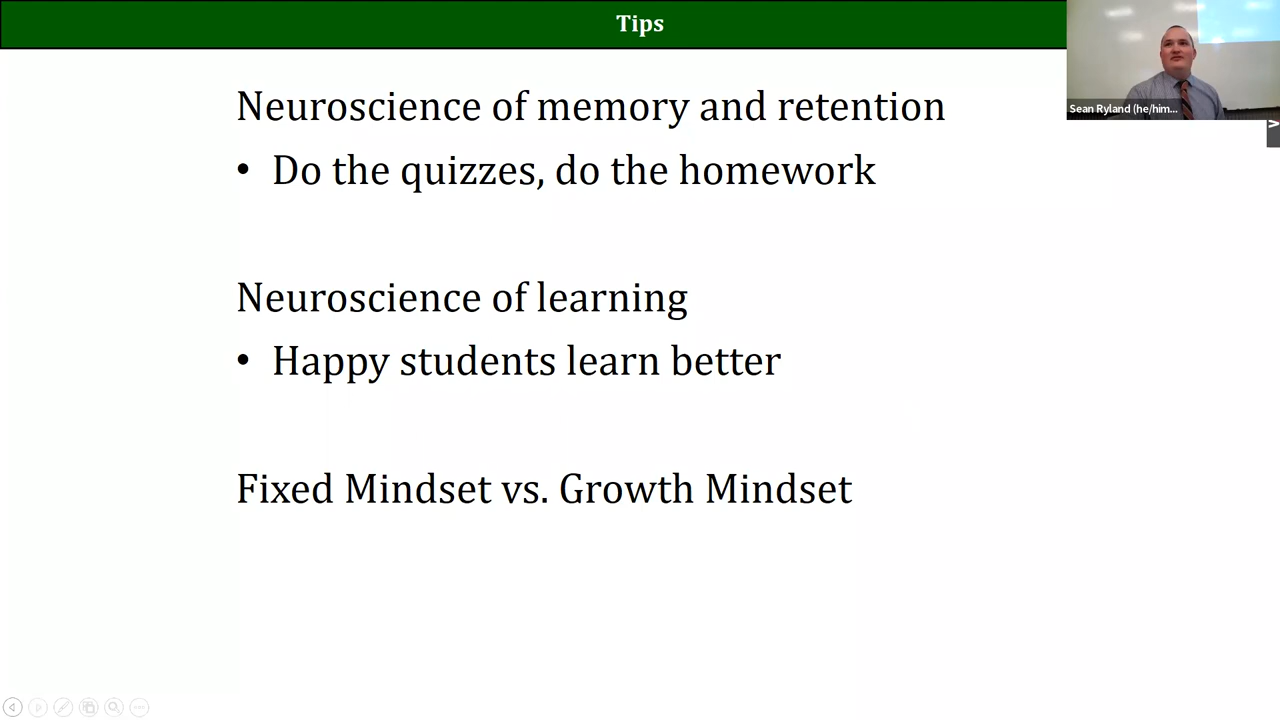 Tips
Sean Ryland (he/him...
Neuroscience of memory and retention
• Do the quizzes, do the homework
Neuroscience of learning
• Happy students learn better
Fixed Mindset vs. Growth Mindset